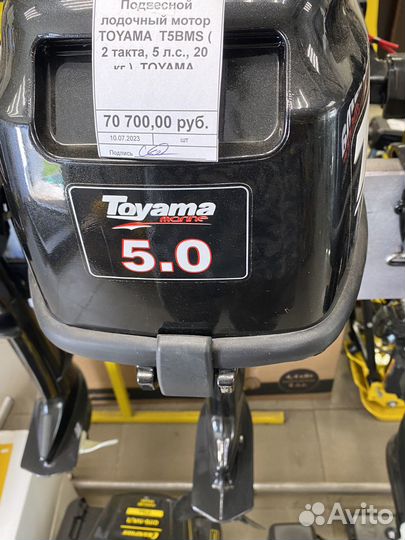 Подвесной
лодочный мотор
TOYAMA T5BMS (
2 такта, 5 л.с., 20
кг.), TOYAMA
70 700,00 руб.
10.07.2023
шт
Подпись
Toyama
marine
5.0
Avito